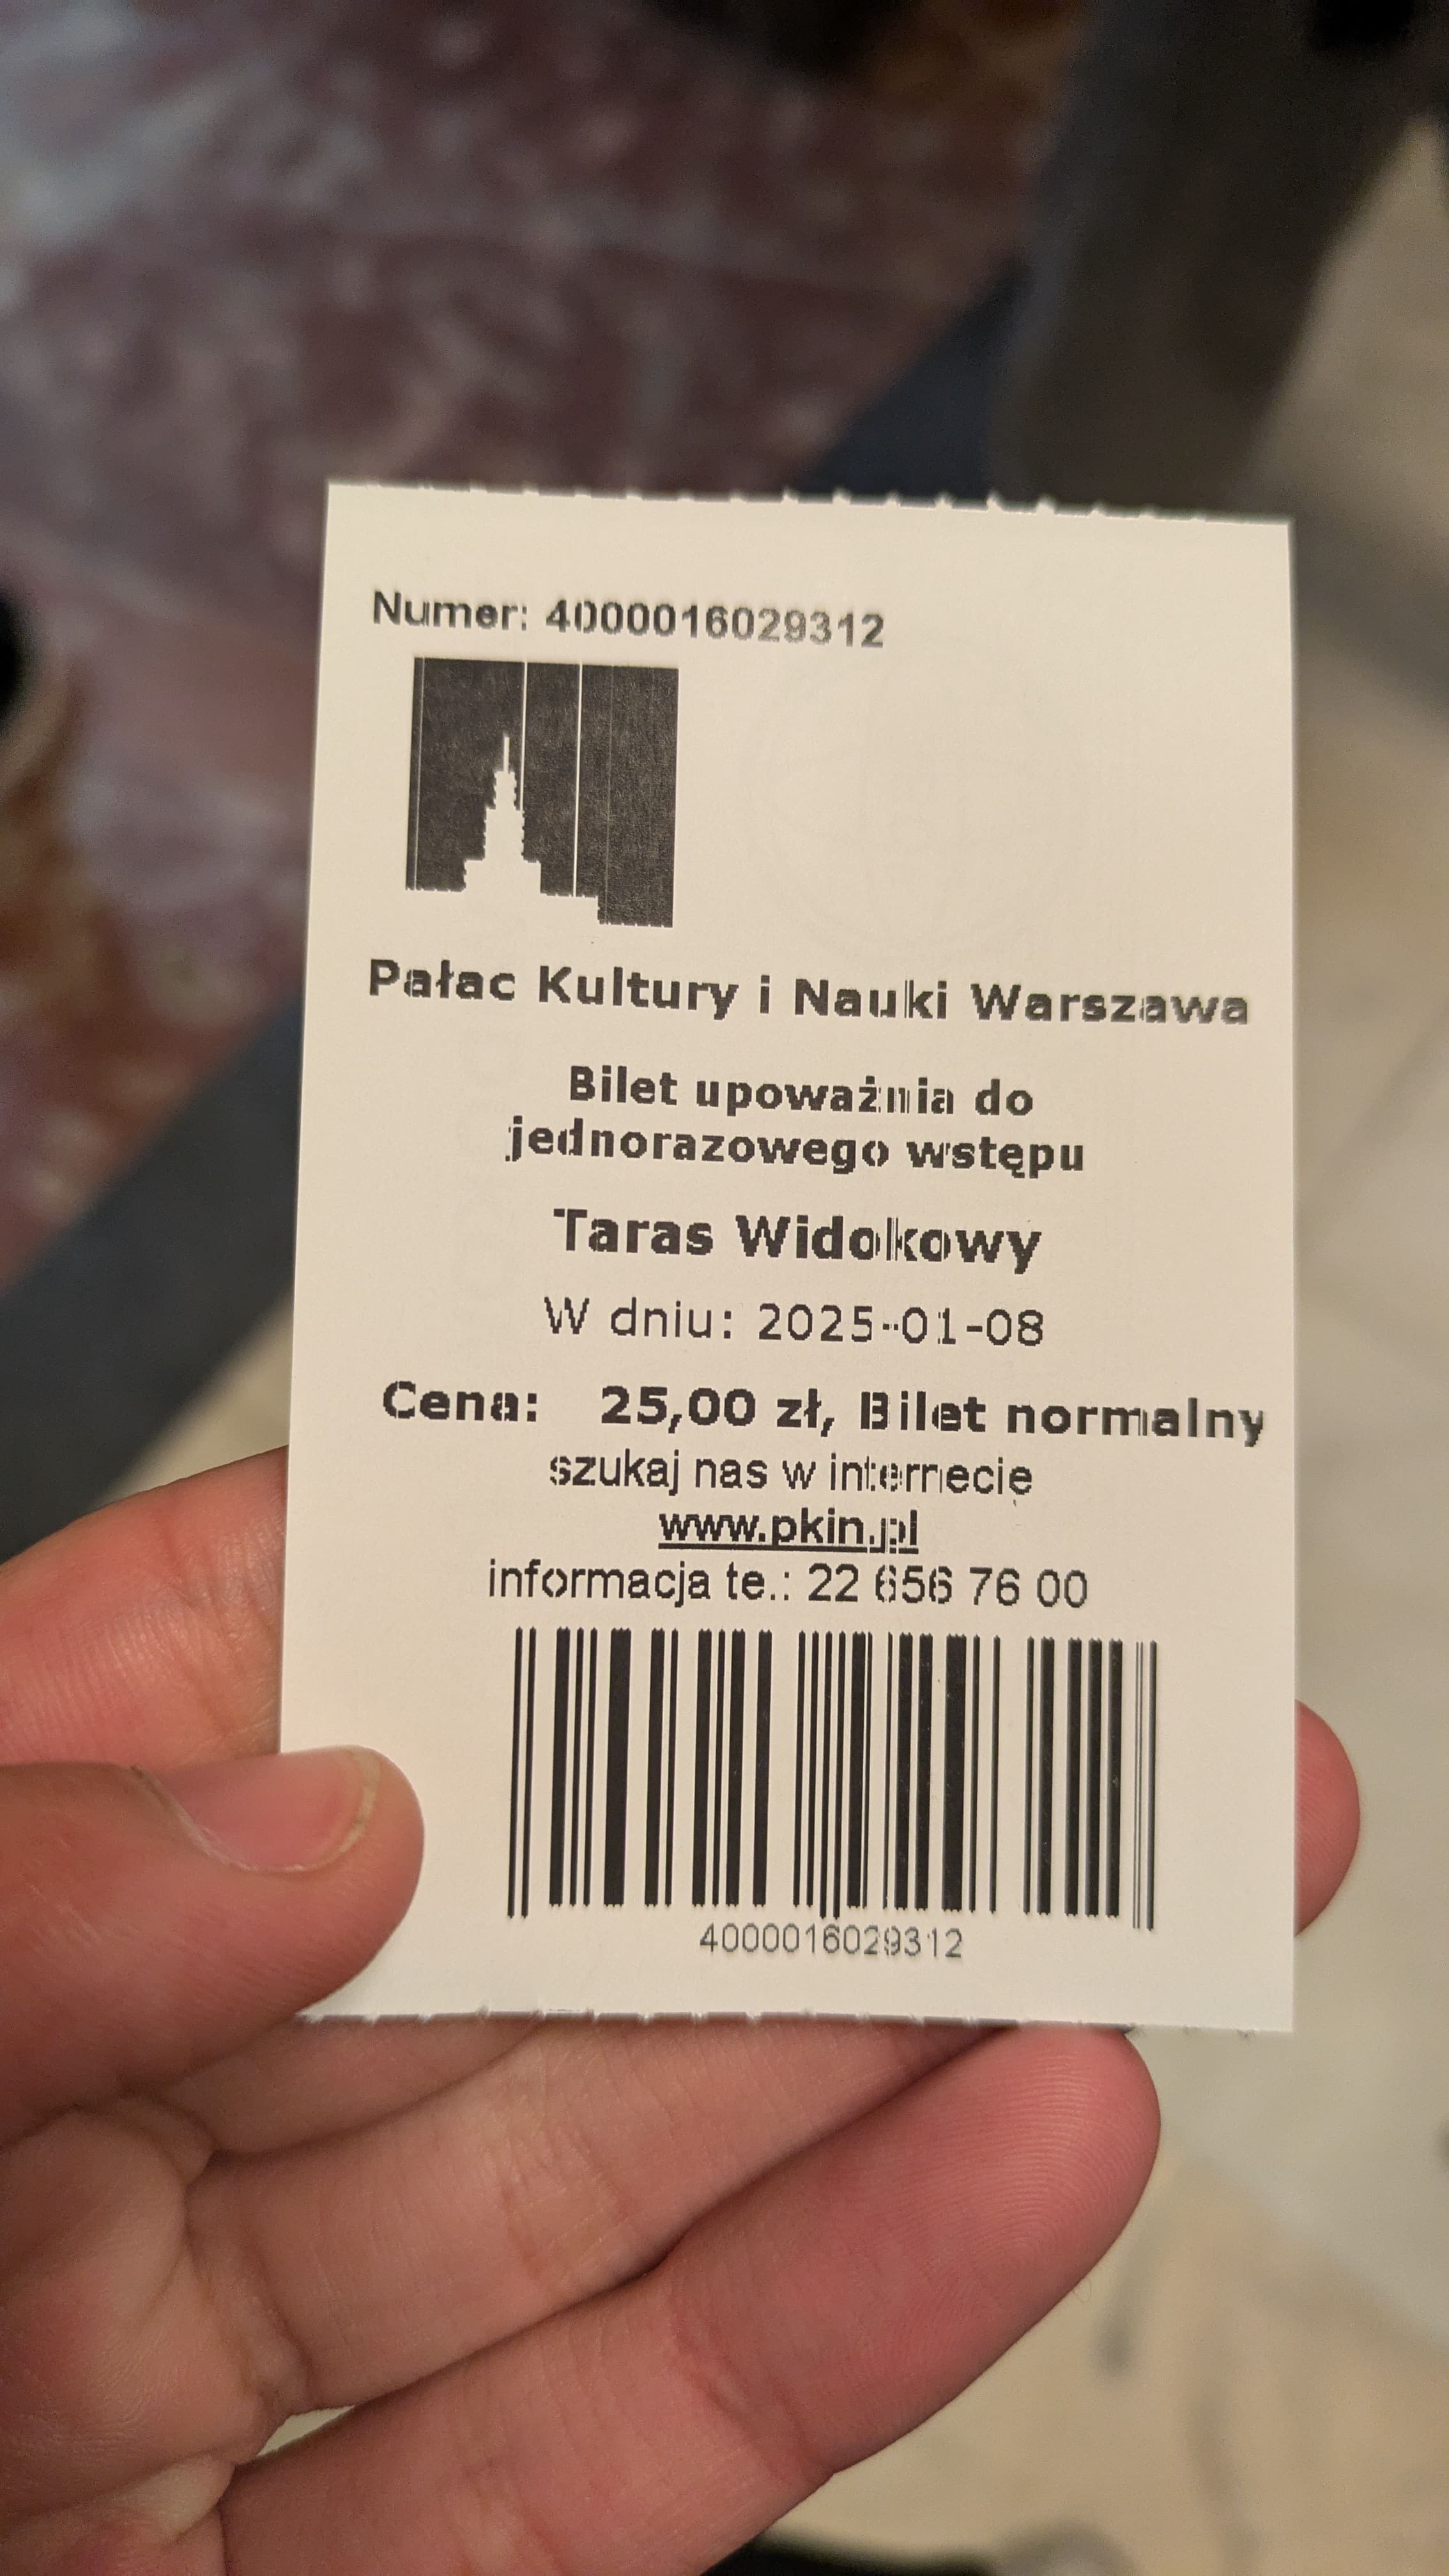 Numer: 4000016029312
Pałac Kultury i Nauki Warszawa
Bilet upoważnia do
jednorazowego wstępu
Taras Widokowy
W dniu: 2025-01-08
Cena: 25,00 zł, Bilet normalny
szukaj nas w internecie
www.pkin.pl
informacja te.: 22 656 76 00
4000016029312